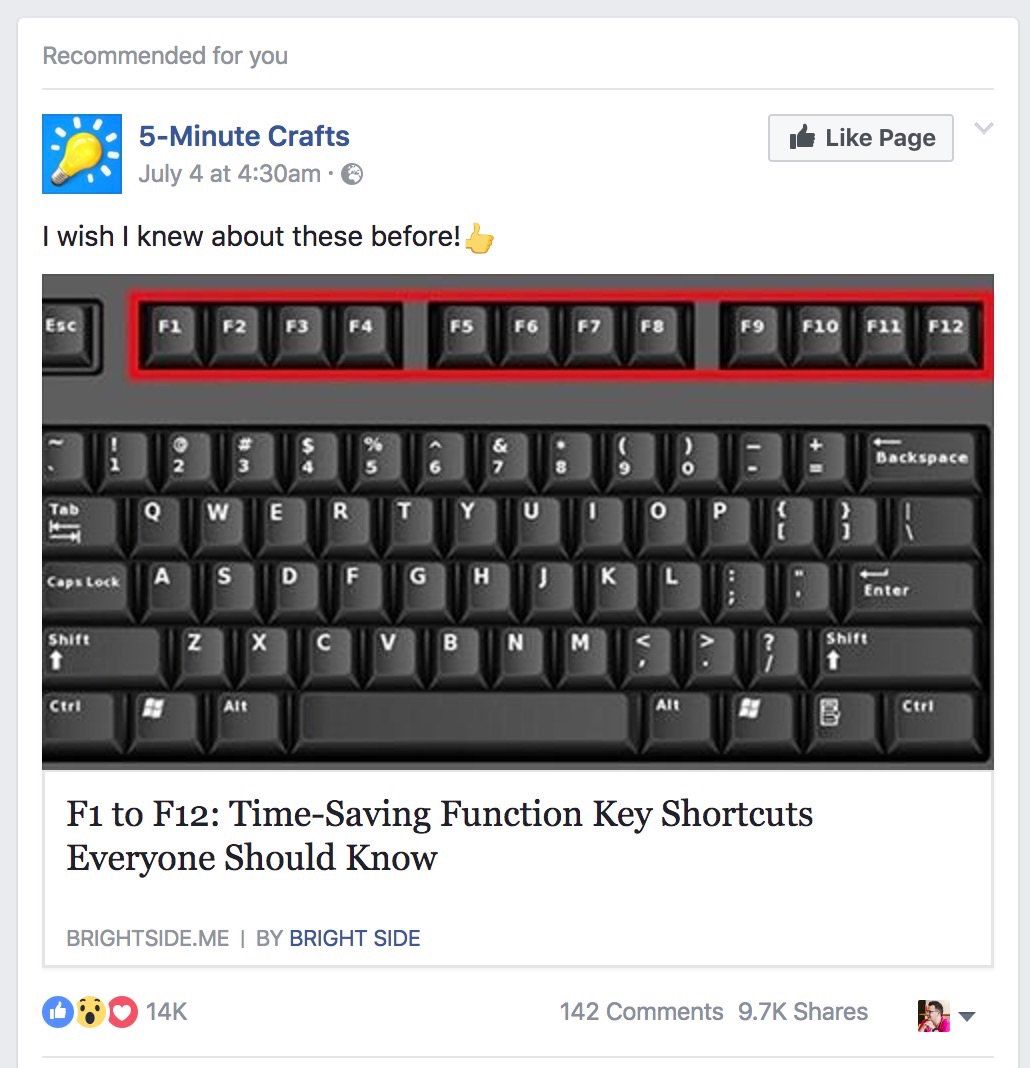 Recommended for you
5-Minute Crafts
July 4 at 4:30am ·
Like Page
I wish I knew about these before!👍
Esc F1 F2 F3 F4 F5 F6 F7 F8 F9 F10 F11 F12
~ ! @ # $ % ^ & * ( ) _ +
` 1 2 3 4 5 6 7 8 9 0 - = Backspace
Tab Q W E R T Y U I O P { } |
[ ] \
Caps Lock A S D F G H J K L : " Enter
; '
Shift Z X C V B N M < > ? Shift
, . /
Ctrl Alt Alt Ctrl
F1 to F12: Time-Saving Function Key Shortcuts
Everyone Should Know
BRIGHTSIDE.ME | BY BRIGHT SIDE
14K 142 Comments 9.7K Shares